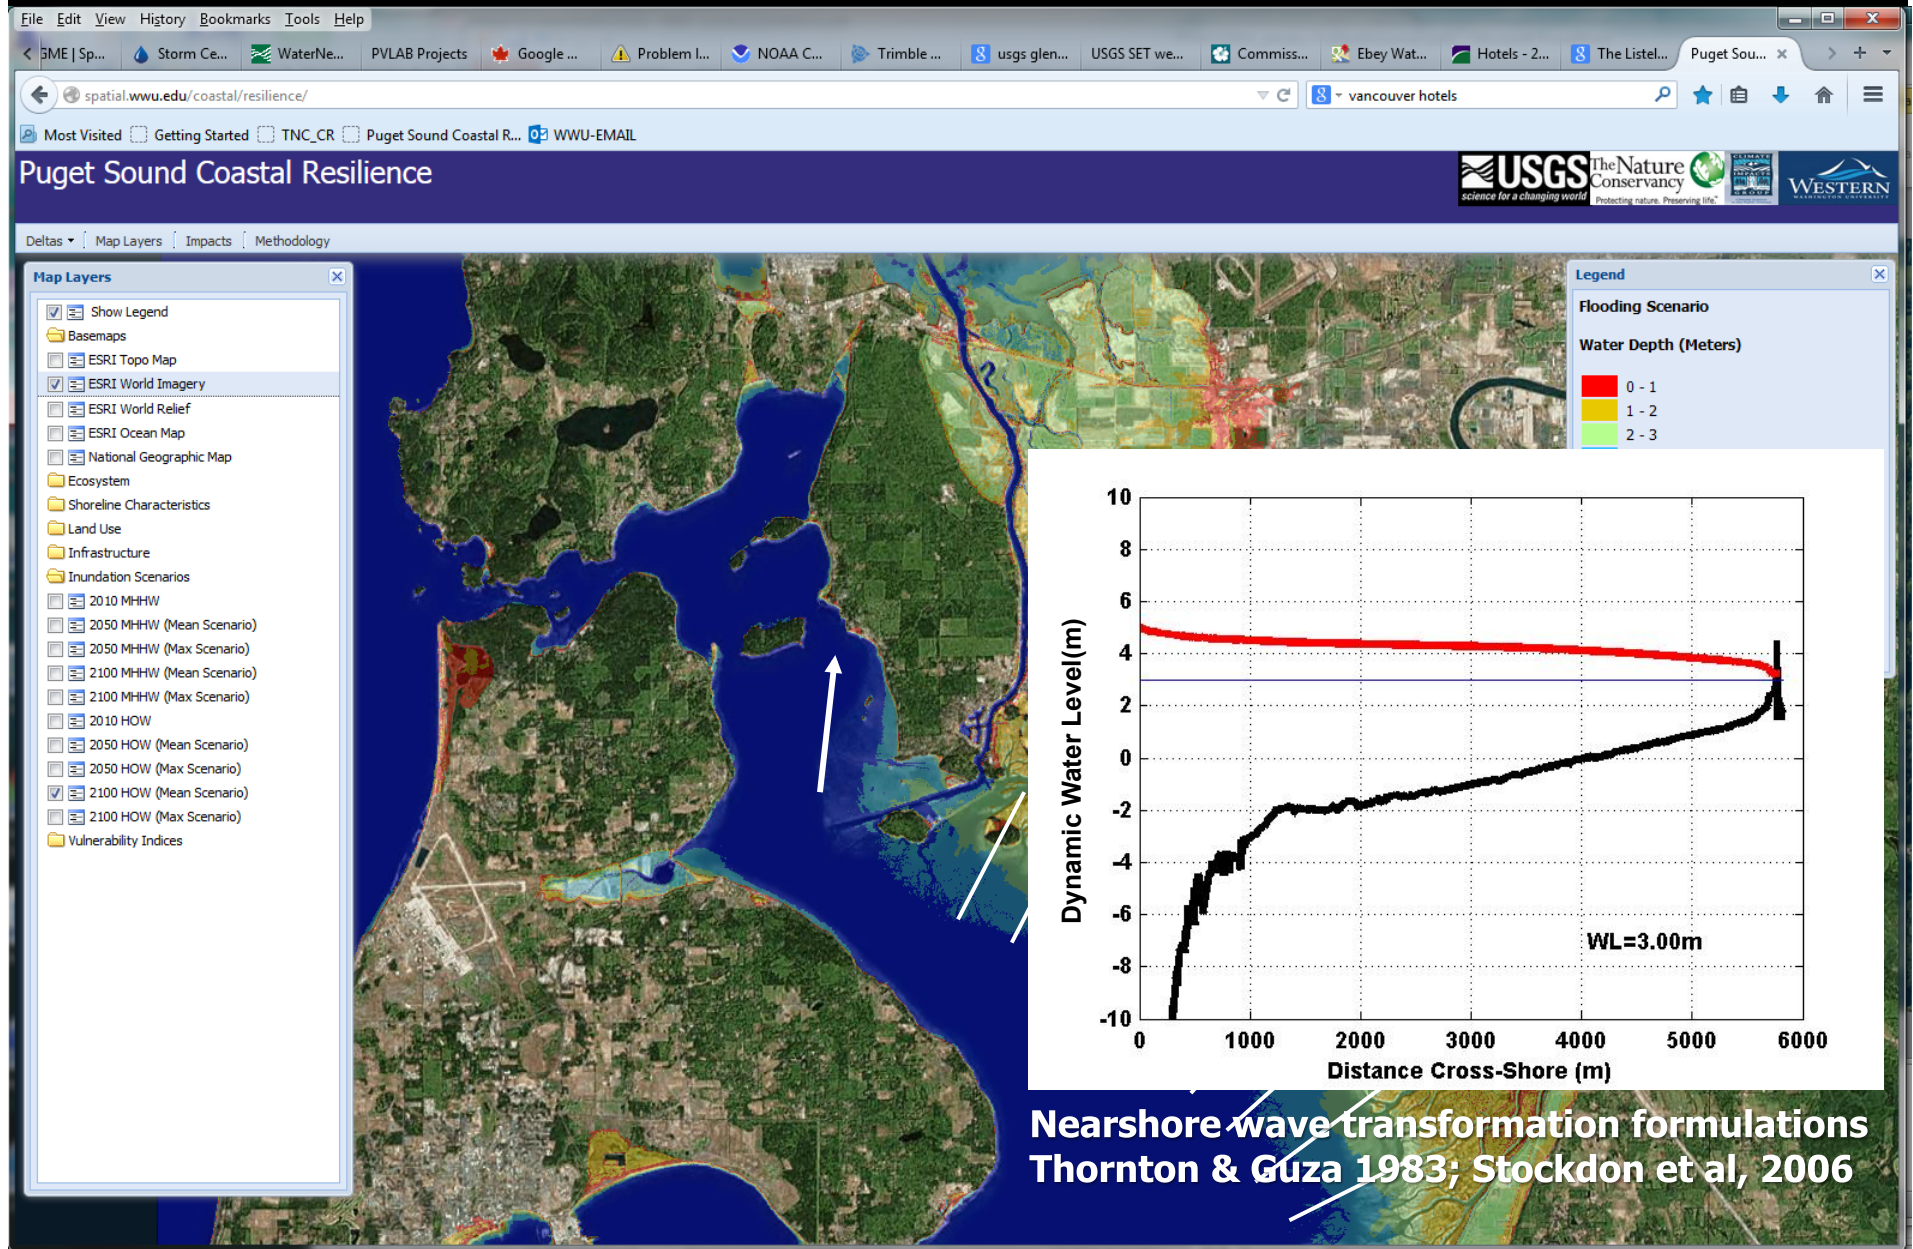 File Edit View History Bookmarks Tools Help
GME | Sp... Storm Ce... WaterNe... PVLAB Projects Google ... Problem I... NOAA C... Trimble ... usgs glen... USGS SET we... Commiss... Ebey Wat... Hotels - 2... The Listel... Puget Sou...
spatial.wwu.edu/coastal/resilience/
vancouver hotels
Most Visited Getting Started TNC_CR Puget Sound Coastal R... WWU-EMAIL
Puget Sound Coastal Resilience
USGS
science for a changing world
The Nature
Conservancy
Protecting nature. Preserving life.
CLIMATE
IMPACTS
GROUP
WESTERN
WASHINGTON UNIVERSITY
Deltas Map Layers Impacts Methodology
Map Layers
Show Legend
Basemaps
ESRI Topo Map
ESRI World Imagery
ESRI World Relief
ESRI Ocean Map
National Geographic Map
Ecosystem
Shoreline Characteristics
Land Use
Infrastructure
Inundation Scenarios
2010 MHHW
2050 MHHW (Mean Scenario)
2050 MHHW (Max Scenario)
2100 MHHW (Mean Scenario)
2100 MHHW (Max Scenario)
2010 HOW
2050 HOW (Mean Scenario)
2050 HOW (Max Scenario)
2100 HOW (Mean Scenario)
2100 HOW (Max Scenario)
Vulnerability Indices
Legend
Flooding Scenario
Water Depth (Meters)
0 - 1
1 - 2
2 - 3
Dynamic Water Level(m)
10
8
6
4
2
0
-2
-4
-6
-8
-10
WL=3.00m
0 1000 2000 3000 4000 5000 6000
Distance Cross-Shore (m)
Nearshore wave transformation formulations
Thornton & Guza 1983; Stockdon et al, 2006